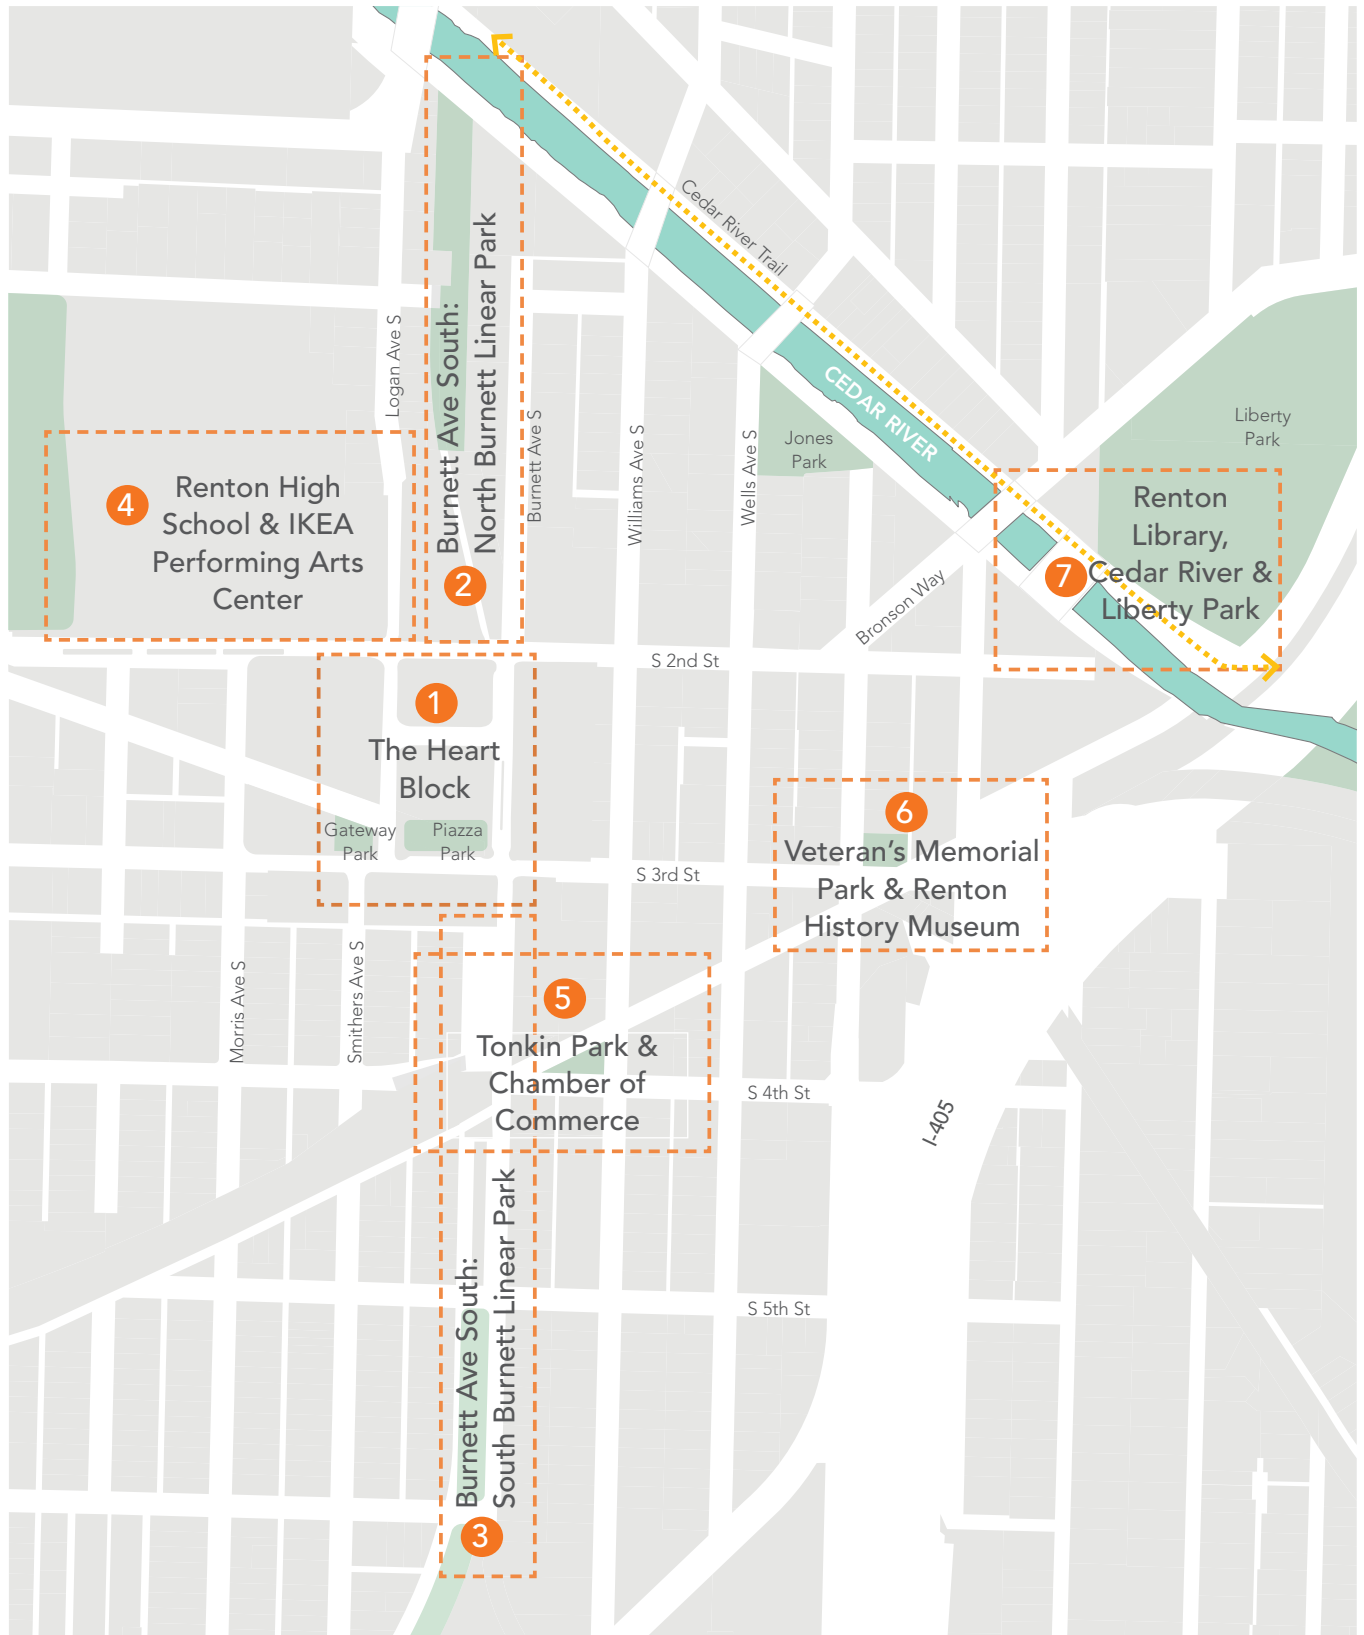 Cedar River Trail
CEDAR RIVER
Logan Ave S
Burnett Ave South:
North Burnett Linear Park
2
Burnett Ave S
Williams Ave S
Wells Ave S
Jones
Park
Liberty
Park
4
Renton High
School & IKEA
Performing Arts
Center
7
Renton
Library,
Cedar River &
Liberty Park
Bronson Way
S 2nd St
1
The Heart
Block
Gateway
Park
Piazza
Park
S 3rd St
6
Veteran's Memorial
Park & Renton
History Museum
Morris Ave S
Smithers Ave S
5
Tonkin Park &
Chamber of
Commerce
S 4th St
I-405
Burnett Ave South:
South Burnett Linear Park
3
S 5th St